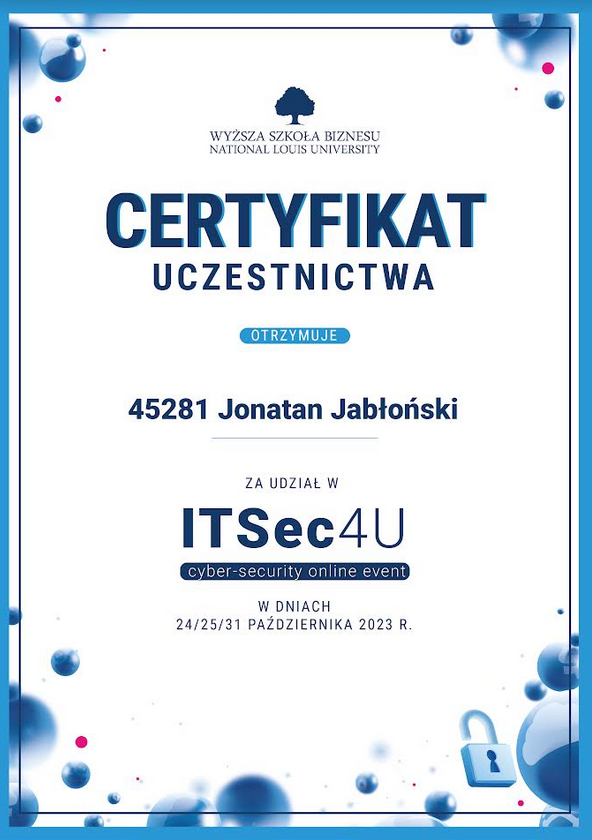 WYŻSZA SZKOŁA BIZNESU
NATIONAL LOUIS UNIVERSITY
CERTYFIKAT
UCZESTNICTWA
OTRZYMUJE
45281 Jonatan Jabłoński
ZA UDZIAŁ W
ITSec4U
cyber-security online event
W DNIACH
24/25/31 PAŹDZIERNIKA 2023 R.